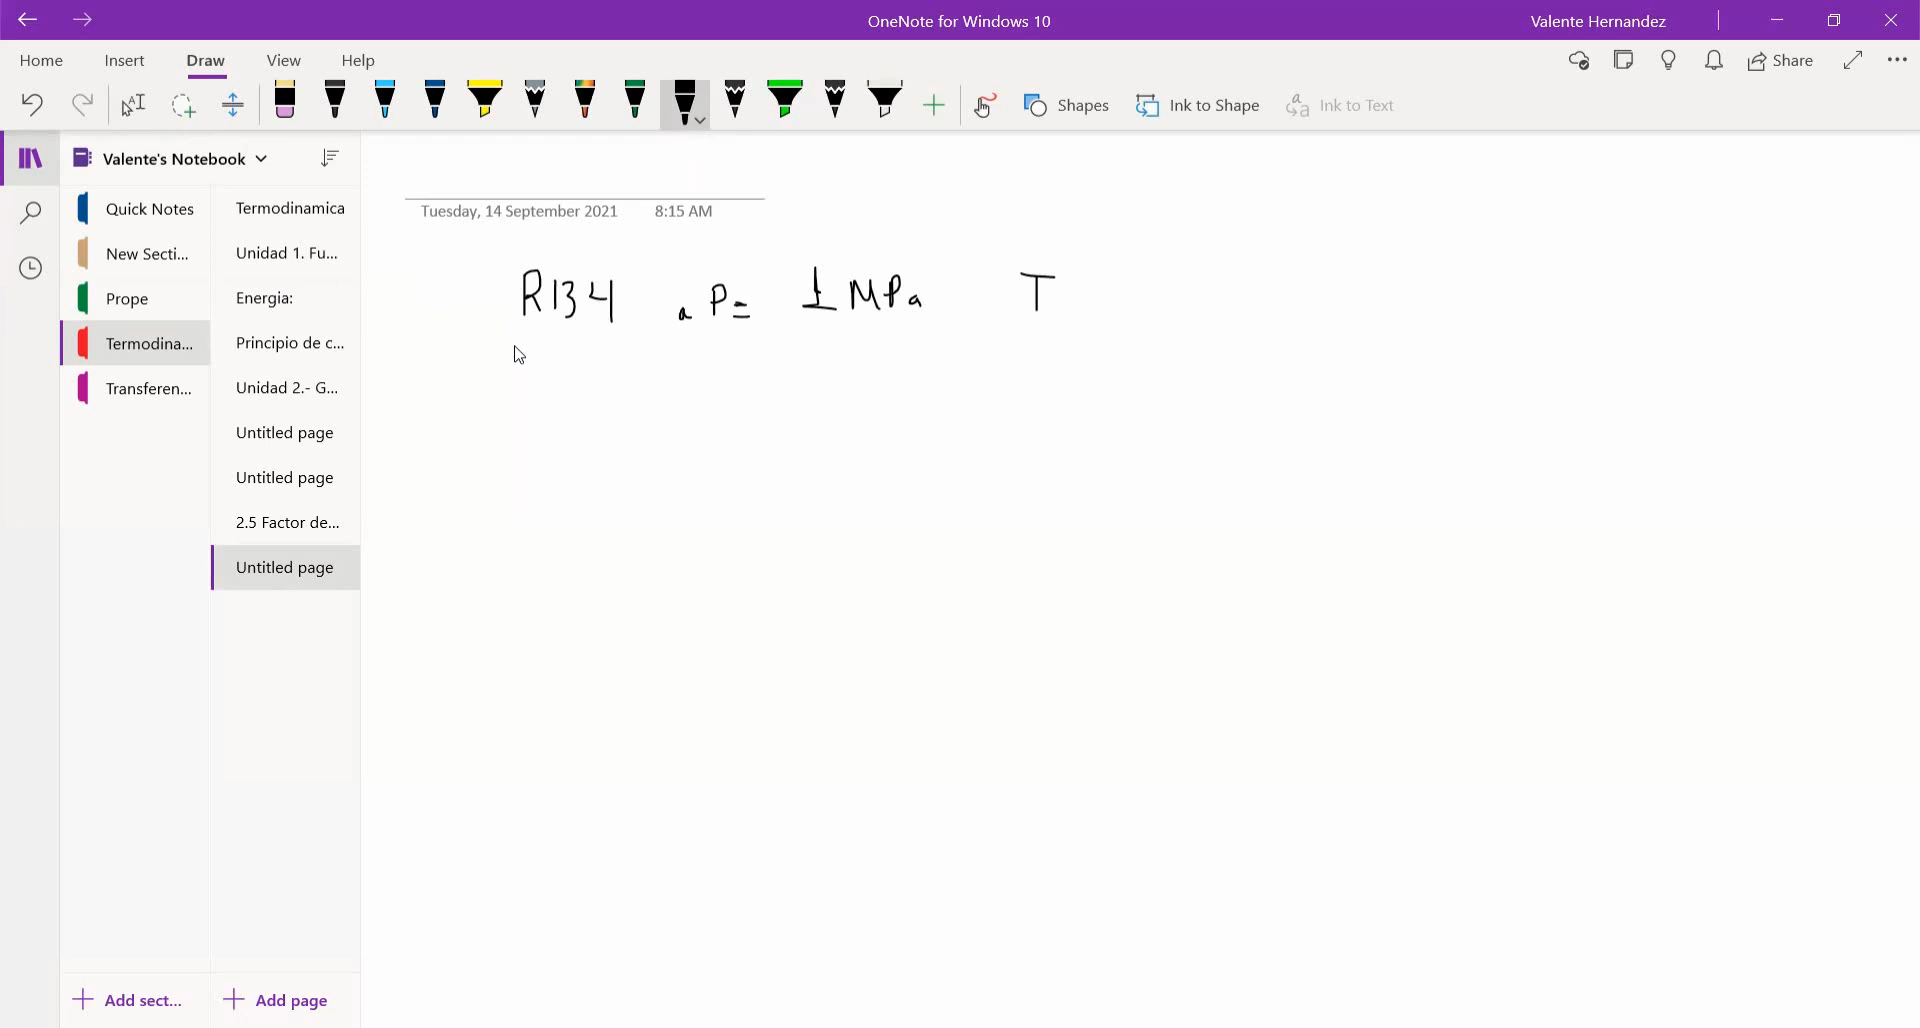 OneNote for Windows 10
Valente Hernandez
Home Insert Draw View Help
Share
Shapes Ink to Shape Ink to Text
Valente's Notebook
Quick Notes
New Secti...
Prope
Termodina...
Transferen...
Termodinamica
Unidad 1. Fu...
Energia:
Principio de c...
Unidad 2.- G...
Untitled page
Untitled page
2.5 Factor de...
Untitled page
Tuesday, 14 September 2021 8:15 AM
R134 a P= 1 MPa T
Add sect... Add page